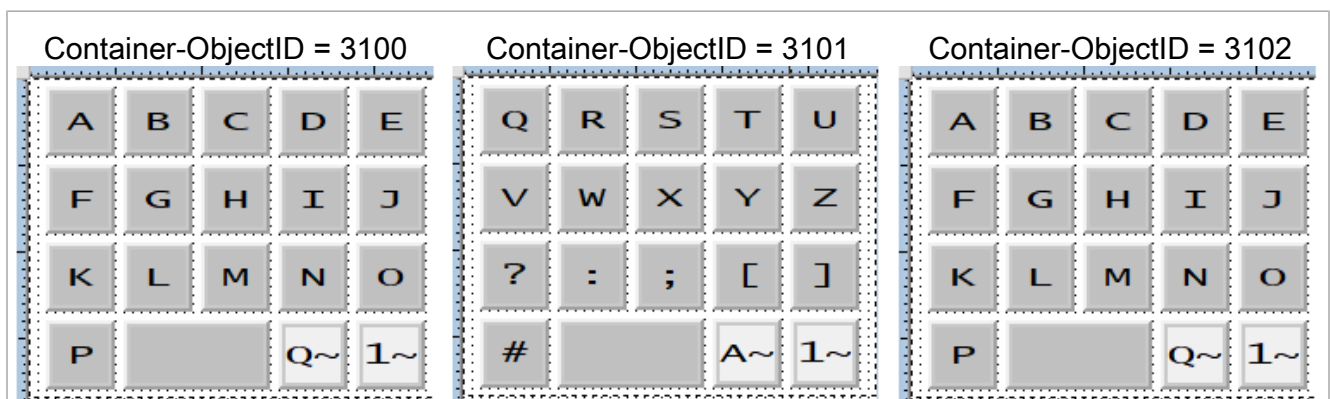 Container-ObjectID = 3100 Container-ObjectID = 3101 Container-ObjectID = 3102
A B C D E Q R S T U A B C D E
F G H I J V W X Y Z F G H I J
K L M N O ? : ; [ ] K L M N O
P Q~ 1~ # A~ 1~ P Q~ 1~